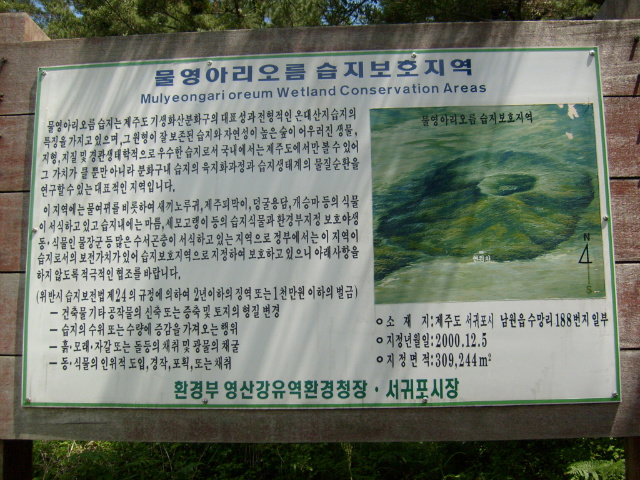 물영아리오름 습지보호지역
Mulyeongari oreum Wetland Conservation Areas
물영아리오름 습지는 제주도 기생화산분화구의 대표성과 전형적인 온대산지습지의
특징을 가지고 있으며, 그 원형이 잘 보존된 습지와 자연성이 높은 숲이 어우러진 생물,
지형, 지질 및 경관생태학적으로 우수한 습지로서 국내에서는 제주도에서만 볼 수 있어
그 가치가 클 뿐만 아니라 분화구내 습지의 육지화과정과 습지생태계의 물질순환을
연구할 수 있는 대표적인 지역입니다.
이 지역에는 물여뀌를 비롯하여 새끼노루귀, 제주피막이, 덩굴용담, 개승마 등의 식물
이 서식하고 있고 습지내에는 마름, 세모고랭이 등의 습지식물과 환경부지정 보호야생
동·식물인 물장군 등 많은 수서곤충이 서식하고 있는 지역으로 정부에서는 이 지역이
습지로서의 보전가치가 있어 습지보호지역으로 지정하여 보호하고 있으니 아래사항을
하지 않도록 적극적인 협조를 바랍니다.
(위반시 습지보전법 제24의 규정에 의하여 2년이하의 징역 또는 1천만원 이하의 벌금)
– 건축물 기타 공작물의 신축 또는 증축 및 토지의 형질 변경
– 습지의 수위 또는 수량에 증감을 가져오는 행위
– 흙·모래·자갈 또는 돌등의 채취 및 광물의 채굴
– 동·식물의 인위적 도입, 경작, 포획, 또는 채취
물영아리오름 습지보호지역
N
4
S
소 재 지 : 제주도 서귀포시 남원읍 수망리 188번지 일부
지정년월일 : 2000.12.5
지정면적 : 309,244m²
환경부 영산강유역환경청장 · 서귀포시장